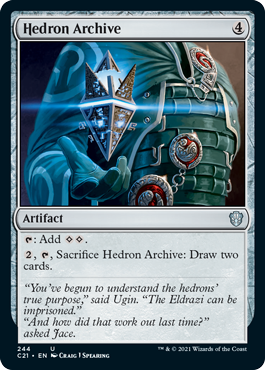 Hedron Archive 4
Artifact
: Add ◇◇.
2, , Sacrifice Hedron Archive: Draw two
cards.
"You've begun to understand the hedrons'
true purpose," said Ugin. "The Eldrazi can be
imprisoned."
"And how did that work out last time?"
asked Jace.
244 U
C21 • EN Craig J Spearing
™ & © 2021 Wizards of the Coast